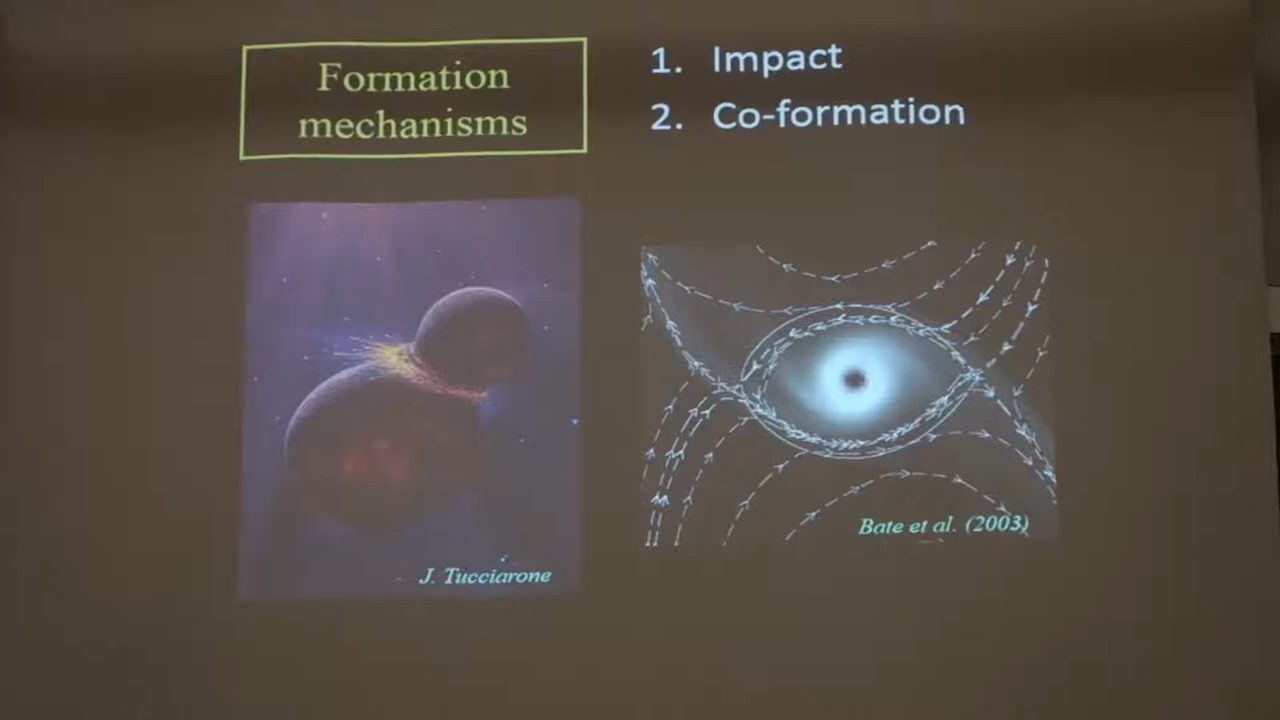 Formation
mechanisms
1. Impact
2. Co-formation
J. Tucciarone
Bate et al. (2003)